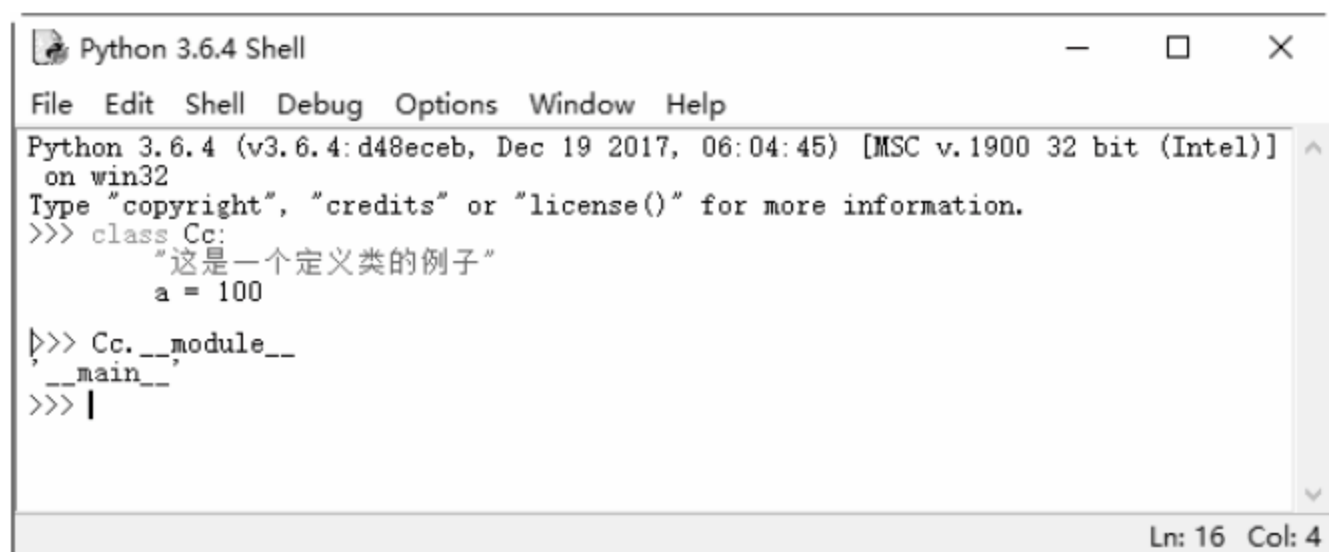 Python 3.6.4 Shell
File Edit Shell Debug Options Window Help
Python 3.6.4 (v3.6.4:d48eceb, Dec 19 2017, 06:04:45) [MSC v.1900 32 bit (Intel)]
on win32
Type "copyright", "credits" or "license()" for more information.
>>> class Cc:
"这是一个定义类的例子"
a = 100
>>> Cc.__module__
'__main__'
>>>
Ln: 16 Col: 4